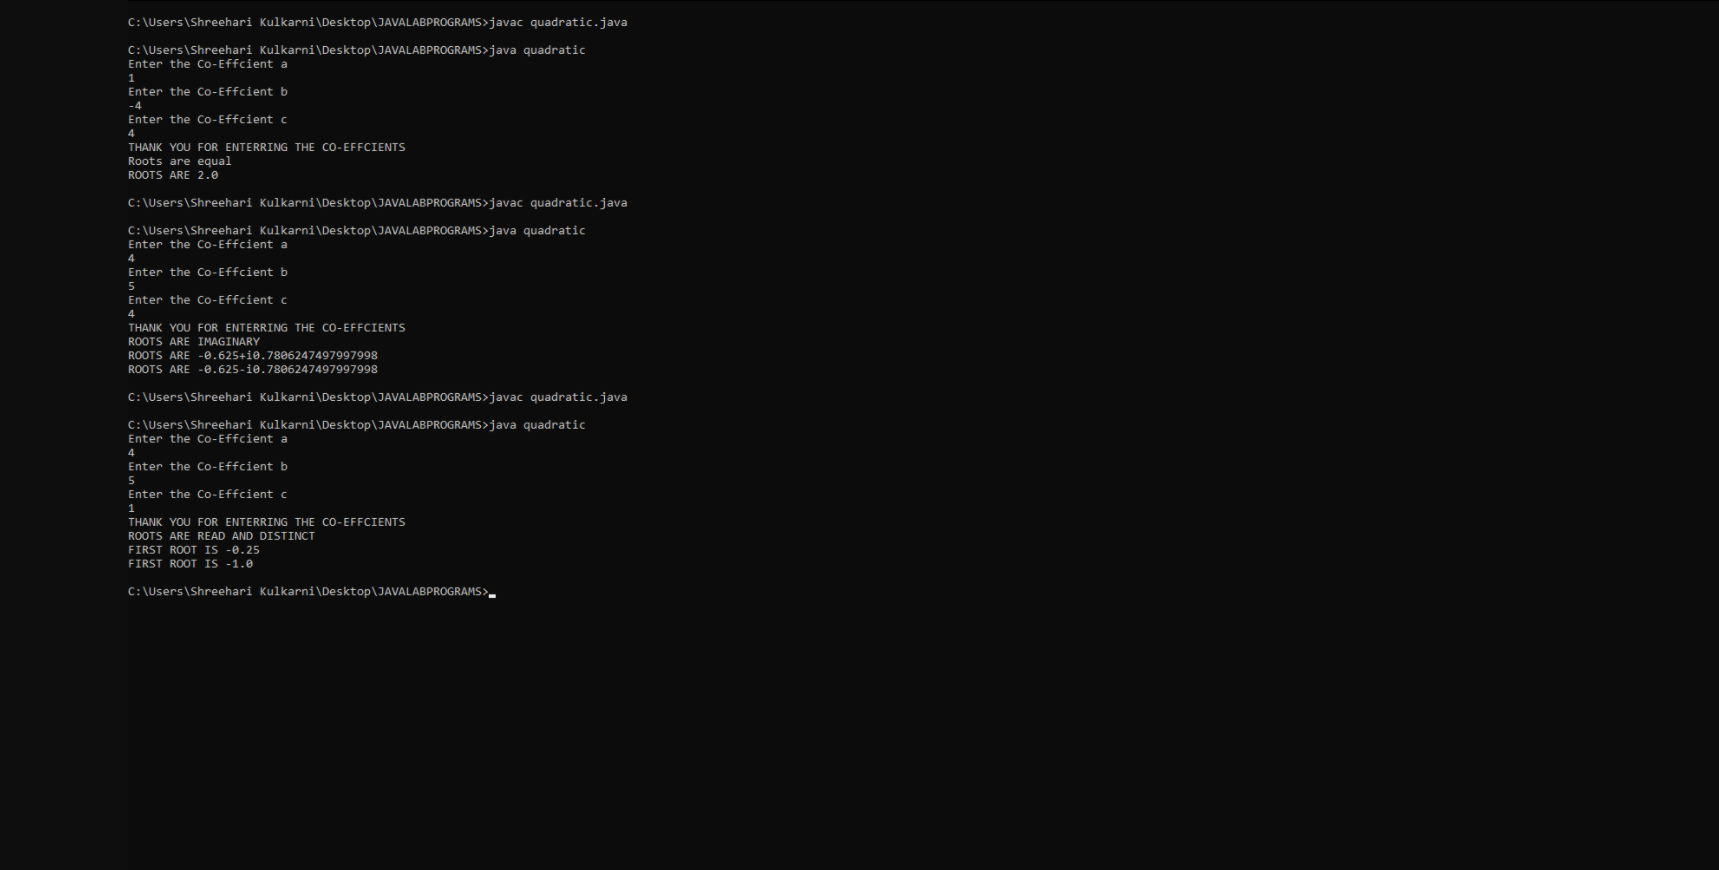 C:\Users\Shreehari Kulkarni\Desktop\JAVALABPROGRAMS>javac quadratic.java
C:\Users\Shreehari Kulkarni\Desktop\JAVALABPROGRAMS>java quadratic
Enter the Co-Effcient a
1
Enter the Co-Effcient b
-4
Enter the Co-Effcient c
4
THANK YOU FOR ENTERRING THE CO-EFFCIENTS
Roots are equal
ROOTS ARE 2.0
C:\Users\Shreehari Kulkarni\Desktop\JAVALABPROGRAMS>javac quadratic.java
C:\Users\Shreehari Kulkarni\Desktop\JAVALABPROGRAMS>java quadratic
Enter the Co-Effcient a
4
Enter the Co-Effcient b
5
Enter the Co-Effcient c
4
THANK YOU FOR ENTERRING THE CO-EFFCIENTS
ROOTS ARE IMAGINARY
ROOTS ARE -0.625+i0.7806247497997998
ROOTS ARE -0.625-i0.7806247497997998
C:\Users\Shreehari Kulkarni\Desktop\JAVALABPROGRAMS>javac quadratic.java
C:\Users\Shreehari Kulkarni\Desktop\JAVALABPROGRAMS>java quadratic
Enter the Co-Effcient a
4
Enter the Co-Effcient b
5
Enter the Co-Effcient c
1
THANK YOU FOR ENTERRING THE CO-EFFCIENTS
ROOTS ARE READ AND DISTINCT
FIRST ROOT IS -0.25
FIRST ROOT IS -1.0
C:\Users\Shreehari Kulkarni\Desktop\JAVALABPROGRAMS>